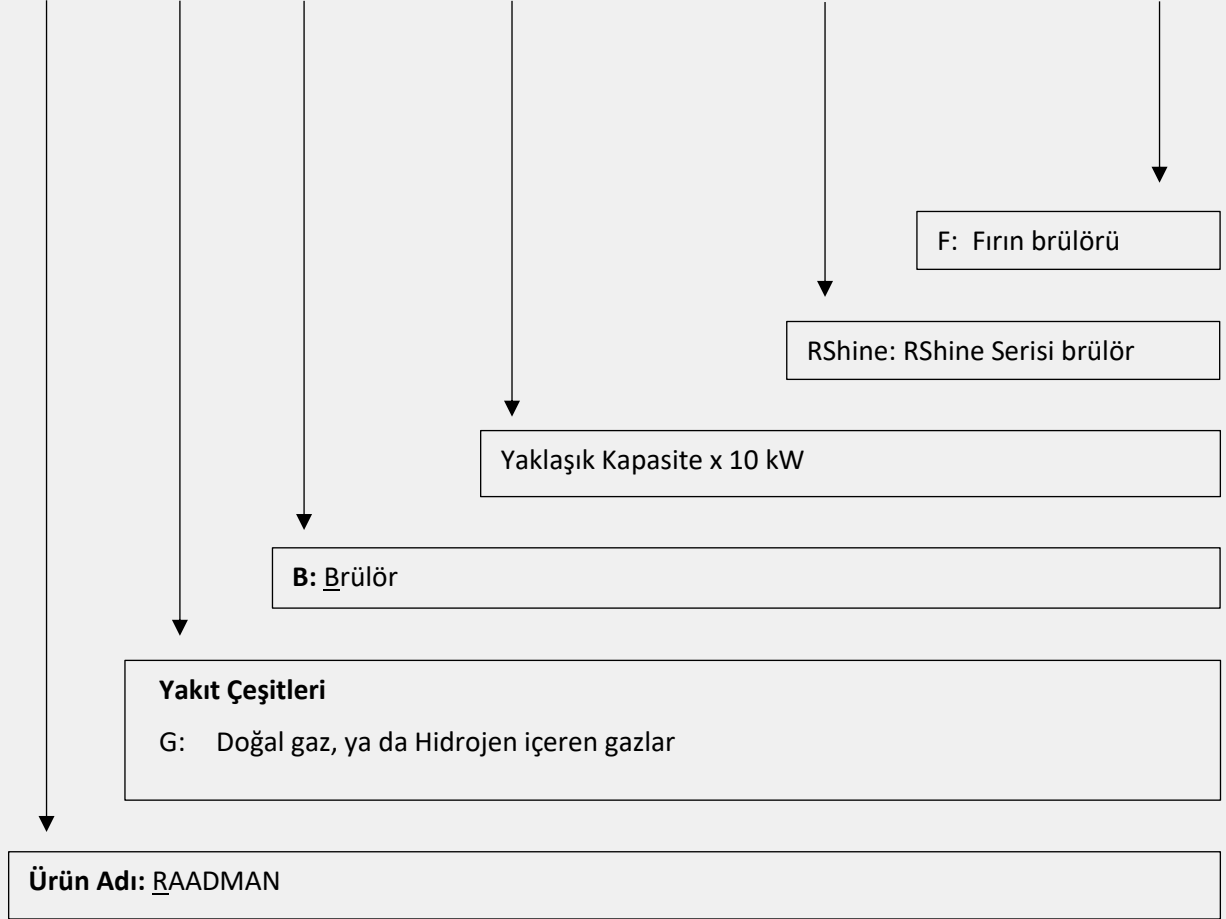 F: Fırın brülörü
RShine: RShine Serisi brülör
Yaklaşık Kapasite x 10 kW
B: Brülör
Yakıt Çeşitleri
G: Doğal gaz, ya da Hidrojen içeren gazlar
Ürün Adı: RAADMAN